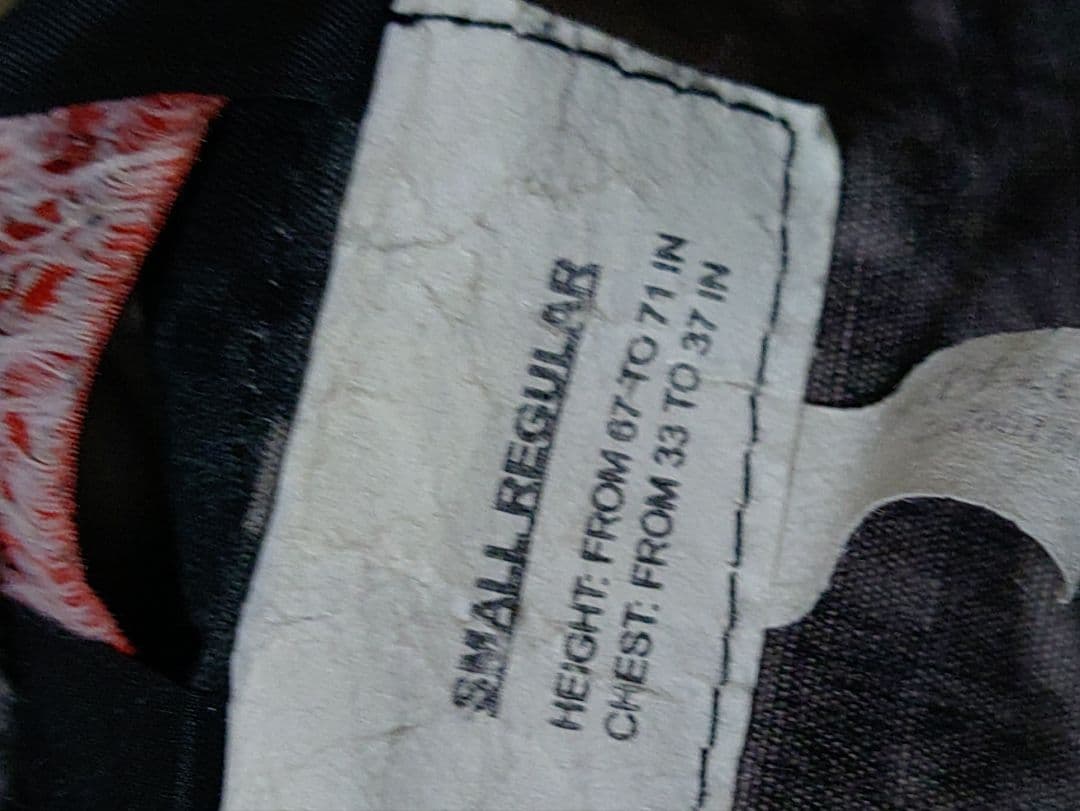 SMALL REGULAR
HEIGHT: FROM 67 TO 71 IN
CHEST: FROM 33 TO 37 IN